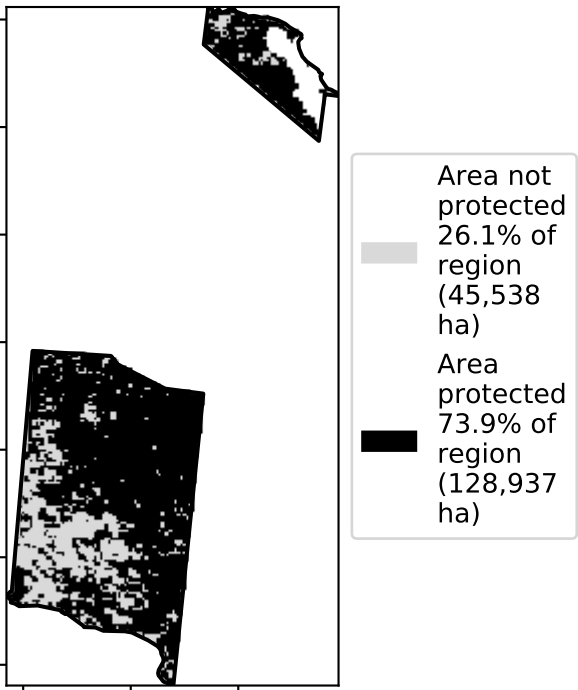 Area not
protected
26.1% of
region
(45,538
ha)
Area
protected
73.9% of
region
(128,937
ha)